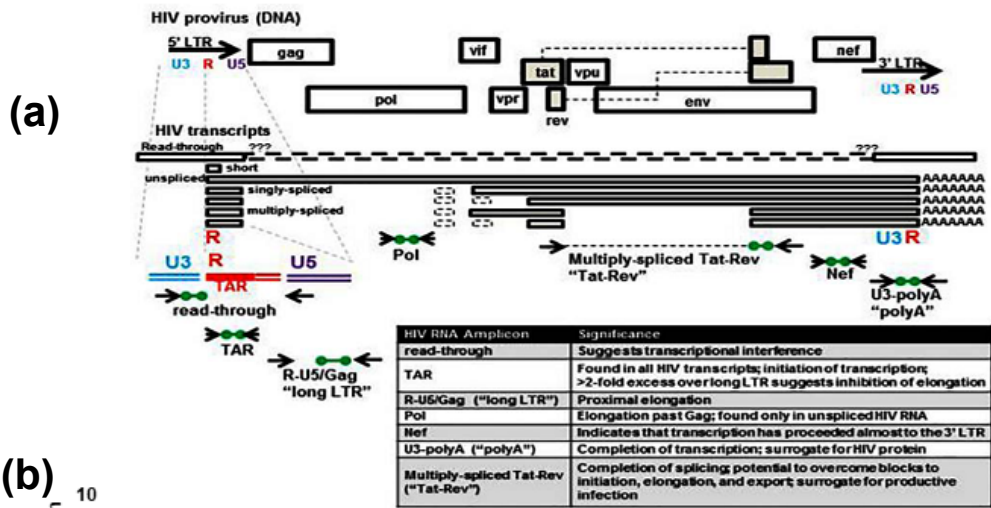 (a)
HIV provirus (DNA)
5' LTR
U3 R U5
gag
pol
vif
vpr
tat
rev
vpu
env
nef
3' LTR
U3 R U5
HIV transcripts
Read-through
???
???
short
unspliced
AAAAAAA
singly-spliced
AAAAAAA
AAAAAAA
multiply-spliced
AAAAAAA
AAAAAAA
R
U3R
U3 R U5
TAR
read-through
TAR
R-U5/Gag
"long LTR"
Pol
Multiply-spliced Tat-Rev
"Tat-Rev"
Nef
U3-polyA
"polyA"
HIV RNA Amplicon Significance
read-through Suggests transcriptional interference
TAR Found in all HIV transcripts; initiation of transcription;
>2-fold excess over long LTR suggests inhibition of elongation
R-U5/Gag ("long LTR") Proximal elongation
Pol Elongation past Gag; found only in unspliced HIV RNA
Nef Indicates that transcription has proceeded almost to the 3' LTR
U3-polyA ("polyA") Completion of transcription; surrogate for HIV protein
Multiply-spliced Tat-Rev
("Tat-Rev")
Completion of splicing; potential to overcome blocks to
initiation, elongation, and export; surrogate for productive
infection
(b)
10